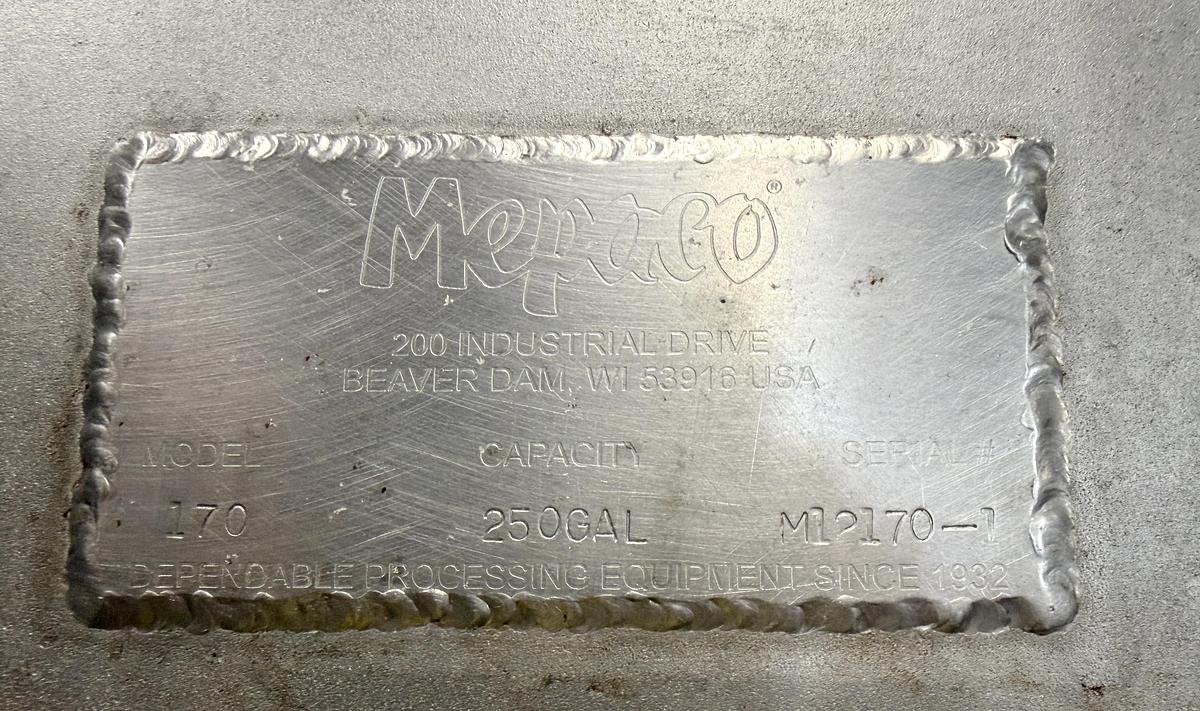 Mepaco®
200 INDUSTRIAL DRIVE
BEAVER DAM, WI 53916 USA
MODEL CAPACITY SERIAL #
170 250GAL M12170-1
DEPENDABLE PROCESSING EQUIPMENT SINCE 1932